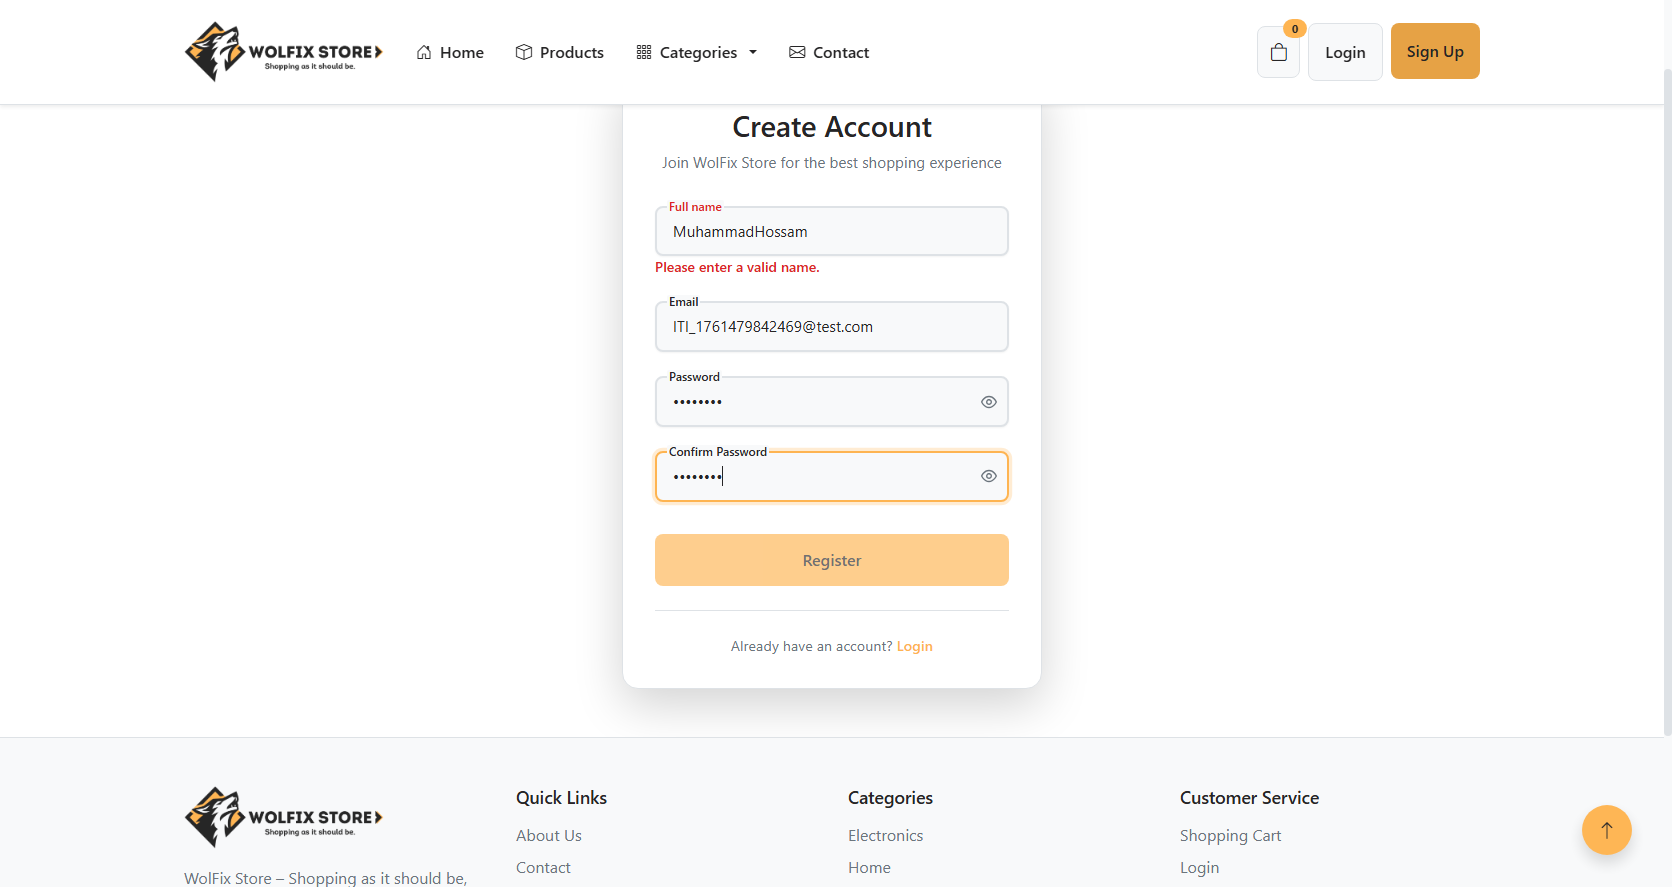 WOLFIX STORE
Shopping as it should be.
Home
Products
Categories
Contact
0
Login
Sign Up
Create Account
Join WolFix Store for the best shopping experience
Full name
MuhammadHossam
Please enter a valid name.
Email
ITI_1761479842469@test.com
Password
••••••••
Confirm Password
••••••••
Register
Already have an account? Login
WOLFIX STORE
Shopping as it should be.
WolFix Store – Shopping as it should be,
Quick Links
About Us
Contact
Categories
Electronics
Home
Customer Service
Shopping Cart
Login